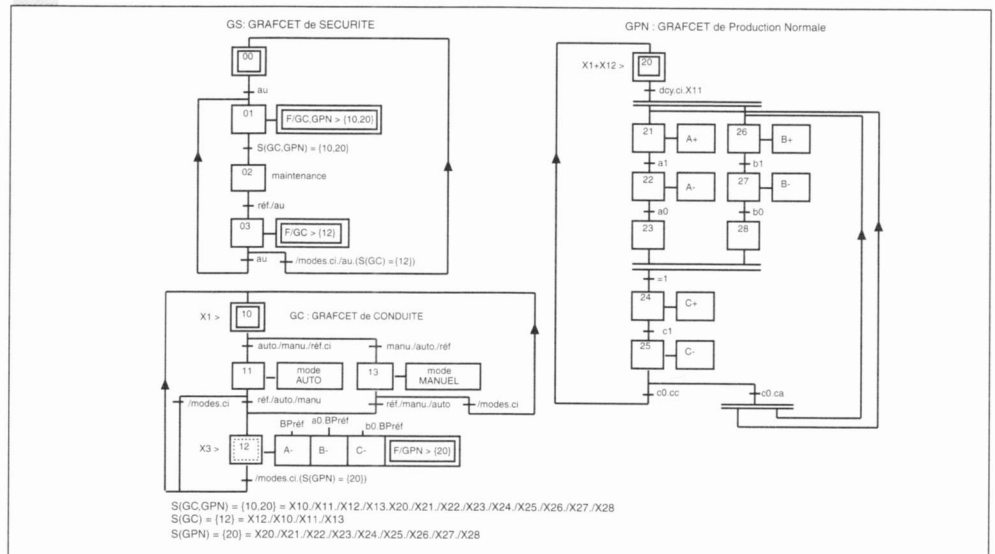 GS: GRAFCET de SECURITE
00
au
01
F/GC,GPN > {10,20}
S(GC,GPN) = {10,20}
02
maintenance
réf./au
03
F/GC > {12}
au
/modes.ci./au.(S(GC) ={12})
X1 >
10
GC : GRAFCET de CONDUITE
auto./manu./réf.ci
manu./auto./réf
11
mode
AUTO
13
mode
MANUEL
/modes.ci
réf./auto./manu
réf./manu./auto
/modes.ci
BPréf
a0.BPréf
b0.BPréf
X3 >
12
A-
B-
C-
F/GPN > {20}
/modes.ci.(S(GPN) = {20})
GPN : GRAFCET de Production Normale
X1+X12 >
20
dcy.ci.X11
21
A+
26
B+
a1
b1
22
A-
27
B-
a0
b0
23
28
=1
24
C+
c1
25
C-
c0.cc
c0.ca
S(GC,GPN) = {10,20} = X10./X11./X12./X13.X20./X21./X22./X23./X24./X25./X26./X27./X28
S(GC) = {12} = X12./X10./X11./X13
S(GPN) = {20} = X20./X21./X22./X23./X24./X25./X26./X27./X28